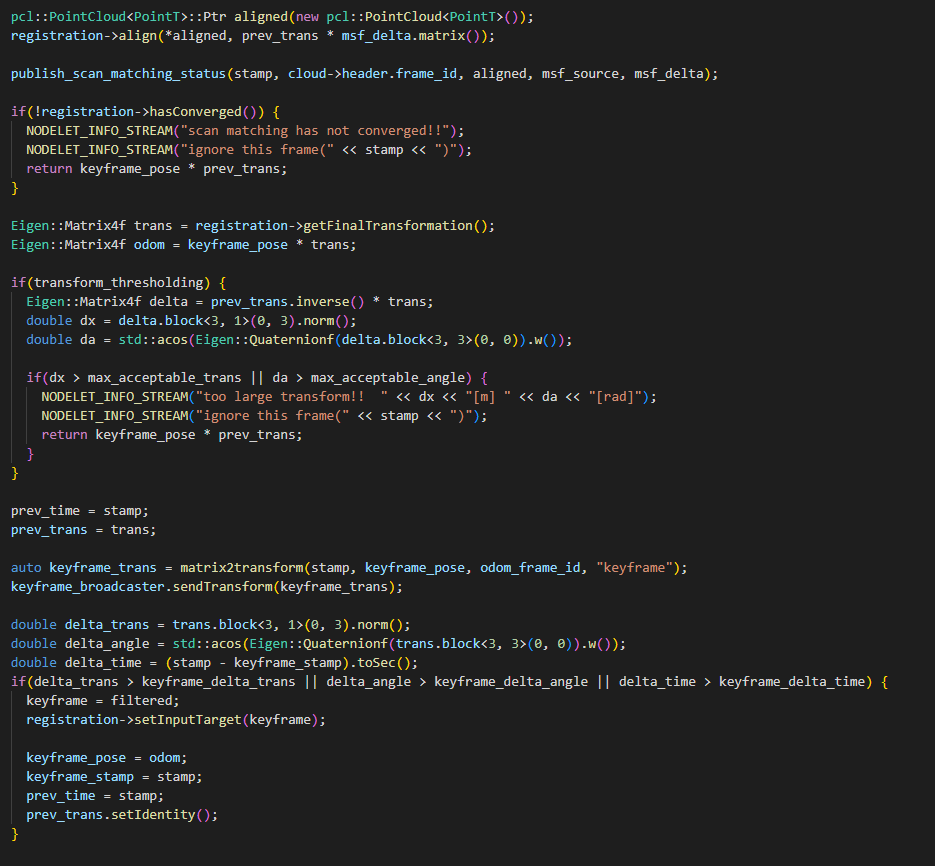 pcl::PointCloud<PointT>::Ptr aligned(new pcl::PointCloud<PointT>());
registration->align(*aligned, prev_trans * msf_delta.matrix());

publish_scan_matching_status(stamp, cloud->header.frame_id, aligned, msf_source, msf_delta);

if(!registration->hasConverged()) {
  NODELET_INFO_STREAM("scan matching has not converged!!");
  NODELET_INFO_STREAM("ignore this frame(" << stamp << ")");
  return keyframe_pose * prev_trans;
}

Eigen::Matrix4f trans = registration->getFinalTransformation();
Eigen::Matrix4f odom = keyframe_pose * trans;

if(transform_thresholding) {
  Eigen::Matrix4f delta = prev_trans.inverse() * trans;
  double dx = delta.block<3, 1>(0, 3).norm();
  double da = std::acos(Eigen::Quaternionf(delta.block<3, 3>(0, 0)).w());

  if(dx > max_acceptable_trans || da > max_acceptable_angle) {
    NODELET_INFO_STREAM("too large transform!!  " << dx << "[m] " << da << "[rad]");
    NODELET_INFO_STREAM("ignore this frame(" << stamp << ")");
    return keyframe_pose * prev_trans;
  }
}

prev_time = stamp;
prev_trans = trans;

auto keyframe_trans = matrix2transform(stamp, keyframe_pose, odom_frame_id, "keyframe");
keyframe_broadcaster.sendTransform(keyframe_trans);

double delta_trans = trans.block<3, 1>(0, 3).norm();
double delta_angle = std::acos(Eigen::Quaternionf(trans.block<3, 3>(0, 0)).w());
double delta_time = (stamp - keyframe_stamp).toSec();
if(delta_trans > keyframe_delta_trans || delta_angle > keyframe_delta_angle || delta_time > keyframe_delta_time) {
  keyframe = filtered;
  registration->setInputTarget(keyframe);

  keyframe_pose = odom;
  keyframe_stamp = stamp;
  prev_time = stamp;
  prev_trans.setIdentity();
}